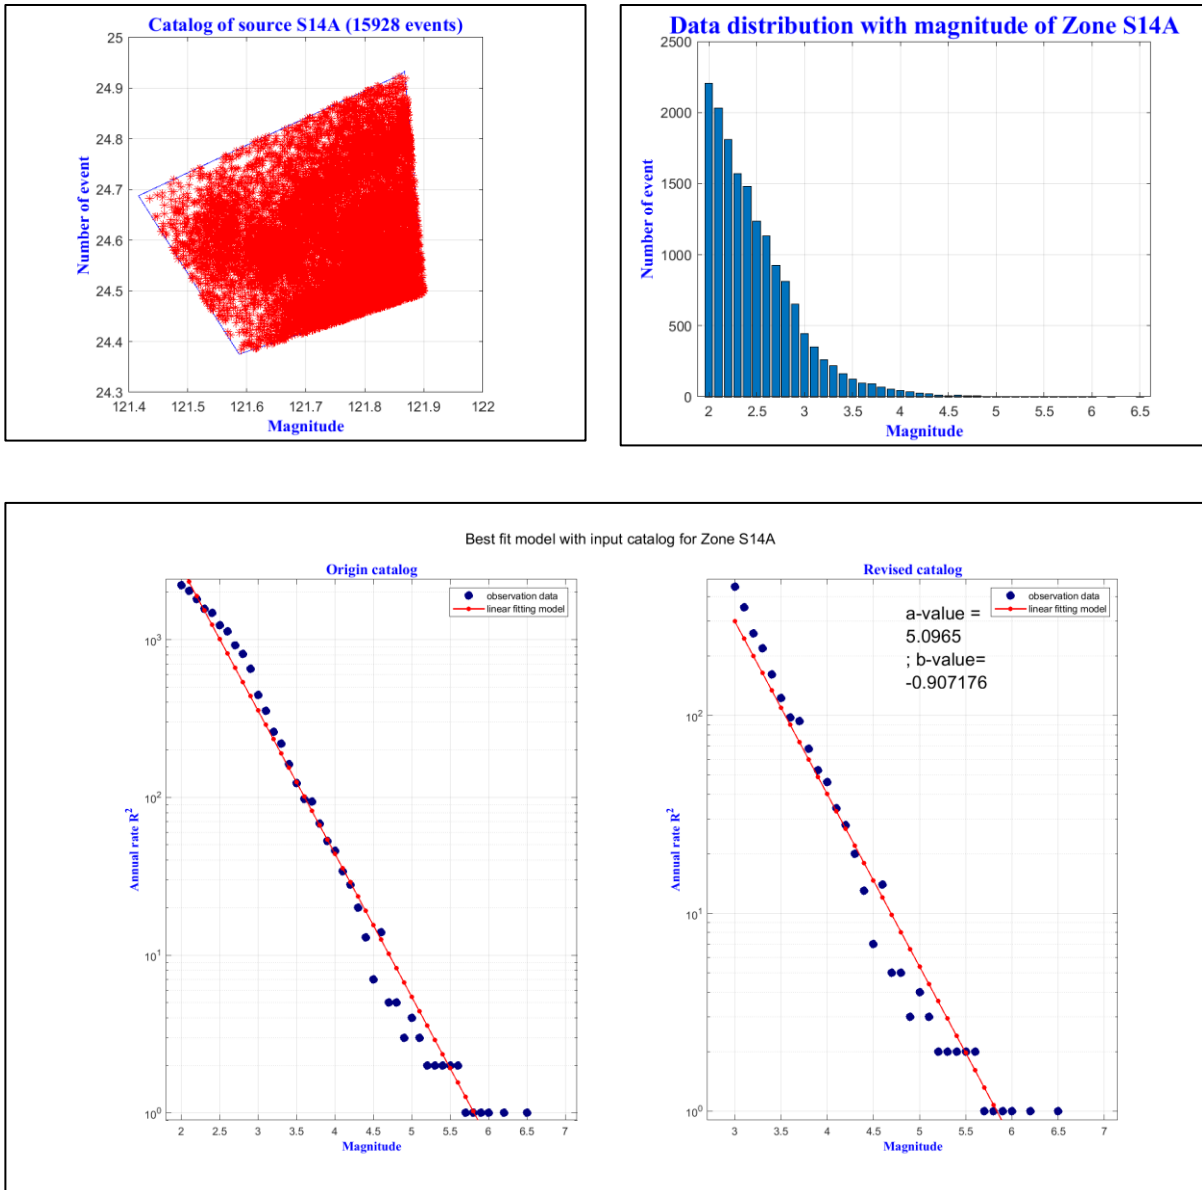 Catalog of source S14A (15928 events)
25
24.9
24.8
24.7
24.6
24.5
24.4
24.3
Number of event
121.4 121.5 121.6 121.7 121.8 121.9 122
Magnitude
Data distribution with magnitude of Zone S14A
2500
2000
1500
1000
500
0
Number of event
2 2.5 3 3.5 4 4.5 5 5.5 6 6.5
Magnitude
Best fit model with input catalog for Zone S14A
Origin catalog
observation data
linear fitting model
10³
10²
10¹
10⁰
Annual rate R²
2 2.5 3 3.5 4 4.5 5 5.5 6 6.5 7
Magnitude
Revised catalog
observation data
linear fitting model
a-value =
5.0965
; b-value=
-0.907176
10²
10¹
10⁰
Annual rate R²
3 3.5 4 4.5 5 5.5 6 6.5 7
Magnitude